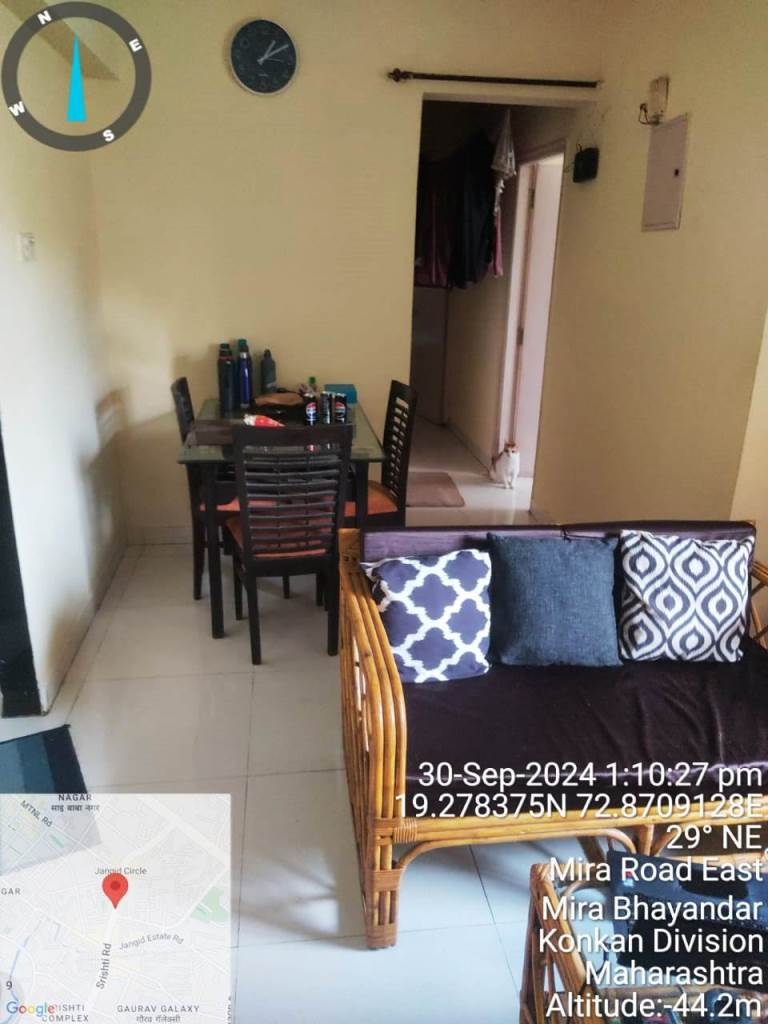 N
E
W
S
30-Sep-2024 1:10:27 pm
19.278375N 72.8709128E
29° NE
Mira Road East
Mira Bhayandar
Konkan Division
Maharashtra
Altitude:-44.2m
NAGAR
MTNL Rd
Jangid Circle
GAR
Jangid Estate Rd
Srishti Rd
9
Google
RISHTI
COMPLEX
GAURAV GALAXY
गौरव गॅलेक्सी